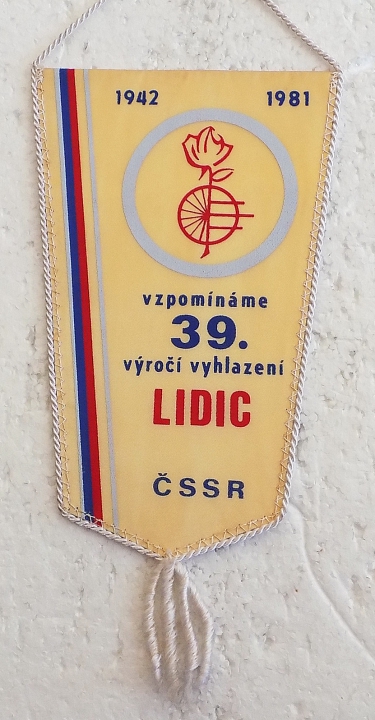 1942 1981
vzpomínáme
39.
výročí vyhlazení
LIDIC
ČSSR